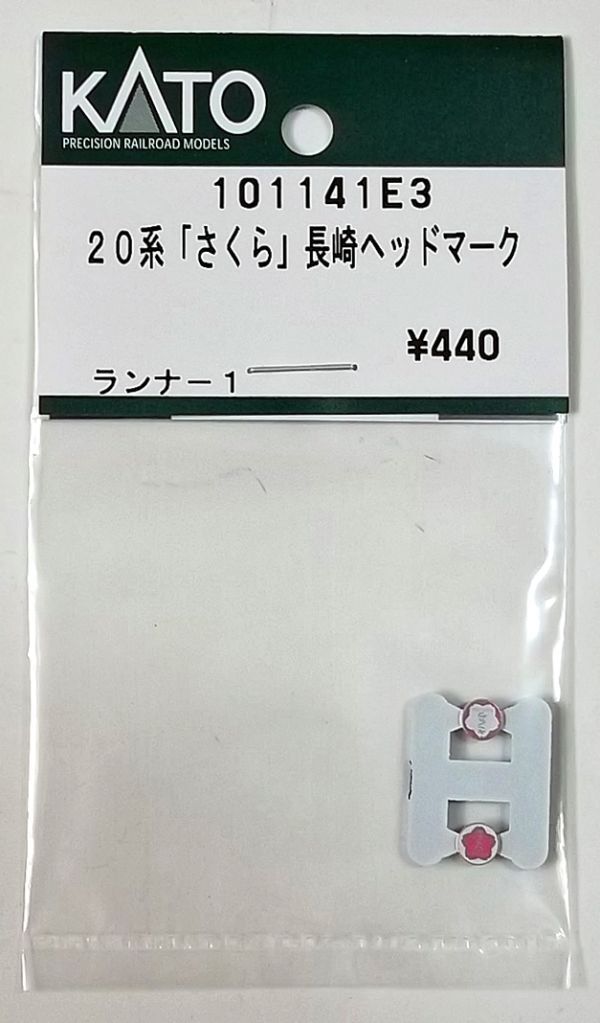 KATO
PRECISION RAILROAD MODELS
101141E3
20系「さくら」長崎ヘッドマーク
¥440
ランナー1